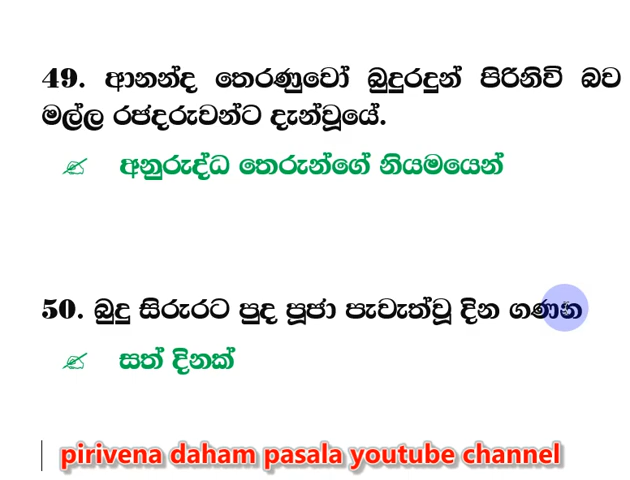 49. ආනන්ද තෙරණුවෝ බුදුරදුන් පිරිනිවි බව
මල්ල රජදරුවන්ට දැන්වූයේ.
අනුරුද්ධ තෙරුන්ගේ නියමයෙන්
50. බුදු සිරුරට පුද පූජා පැවැත්වූ දින ගණන
සත් දිනක්
pirivena daham pasala youtube channel